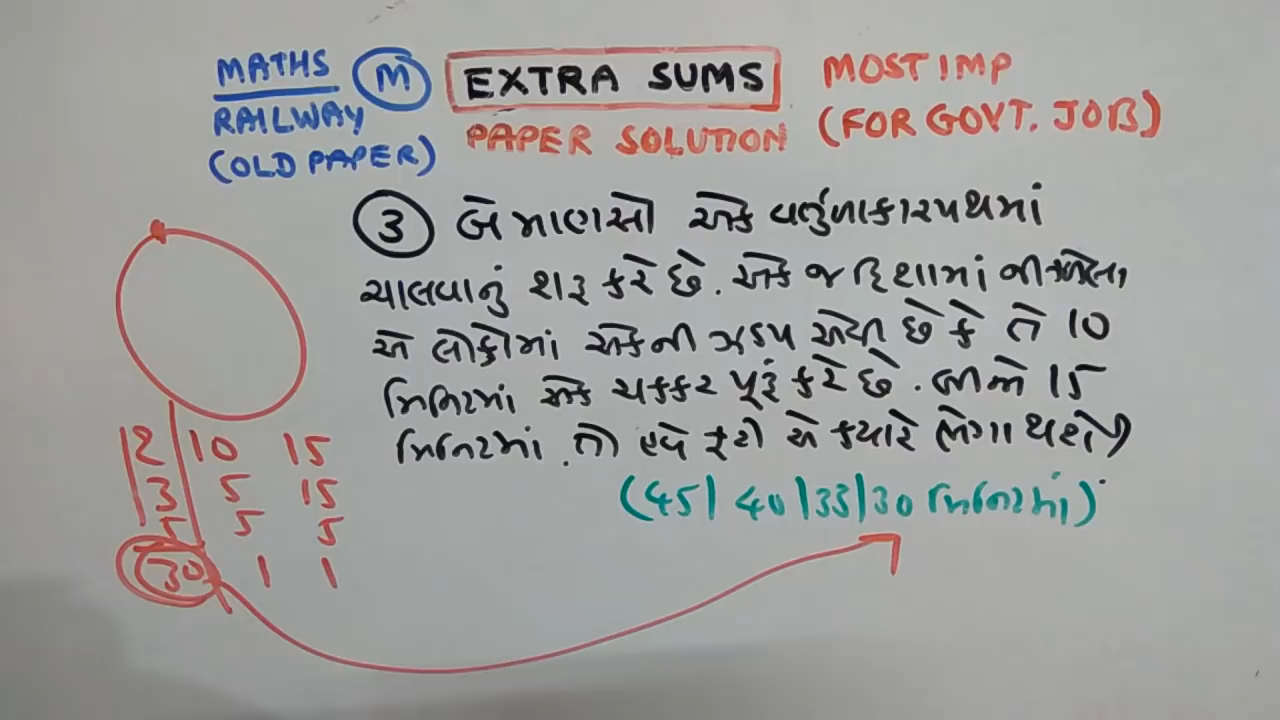 MATHS
RAILWAY
(OLD PAPER)
M
EXTRA SUMS
PAPER SOLUTION
MOST IMP
(FOR GOVT. JOB)
3 બે માણસો એક વર્તુળાકારપથમાં
ચાલવાનું શરૂ કરે છે. એક જ દિશામાં
એ લોકોમાં એકની ઝડપ એવી છે કે તે 10
મિનિટમાં એક ચક્કર પૂરૂં કરે છે. બીજો 15
મિનિટમાં. તો હવે ફરી એ ક્યારે ભેગા થશે?
(45/ 40/35/30 મિનિટમાં)
2 10 15
3 5 15
5 5 5
30 1 1